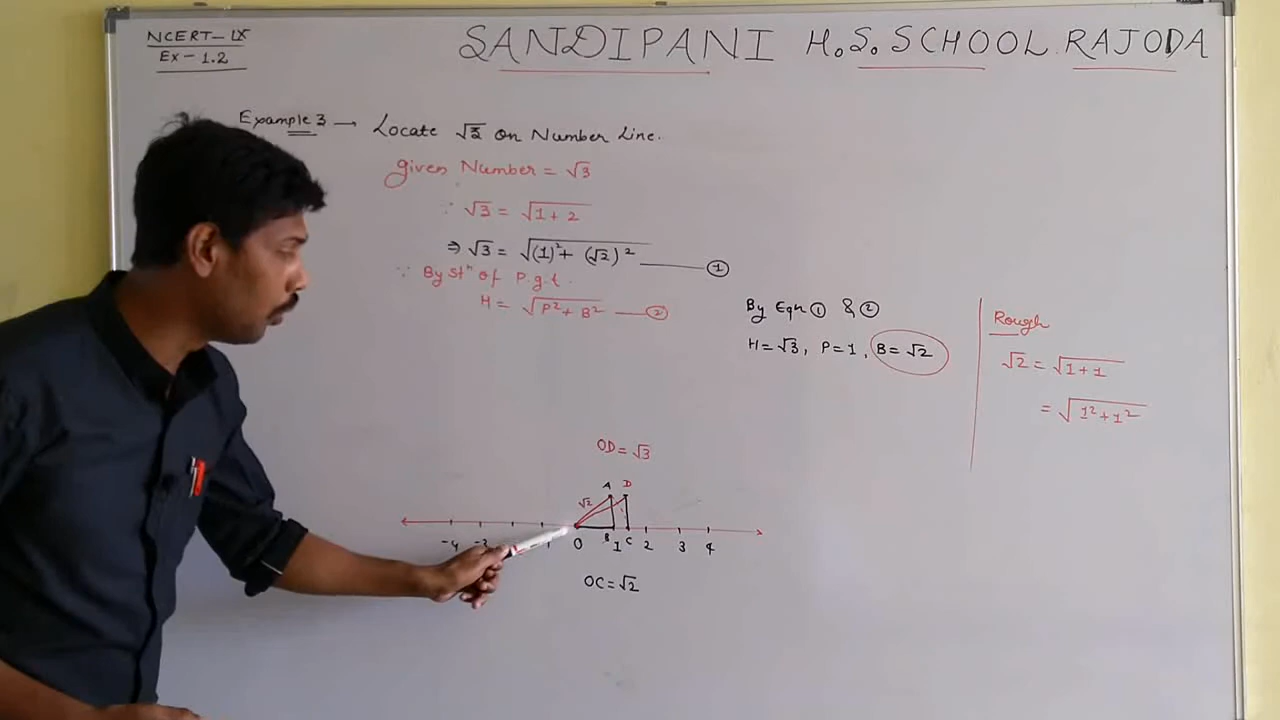 NCERT-IX
Ex-1.2
SANDIPANI H.S. SCHOOL RAJODA
Example 3 → Locate √3 on Number Line.
given Number = √3
∵ √3 = √1+2
⇒ √3 = √(1)²+(√2)² ①
∵ By Stⁿ of P.g.t.
H = √P²+B² ②
By Eqn ① & ②
H=√3, P=1, B=√2
Rough
√2 = √1+1
= √1²+1²
OD=√3
A D
√2
-4 -3 0 B 1 C 2 3 4
OC=√2